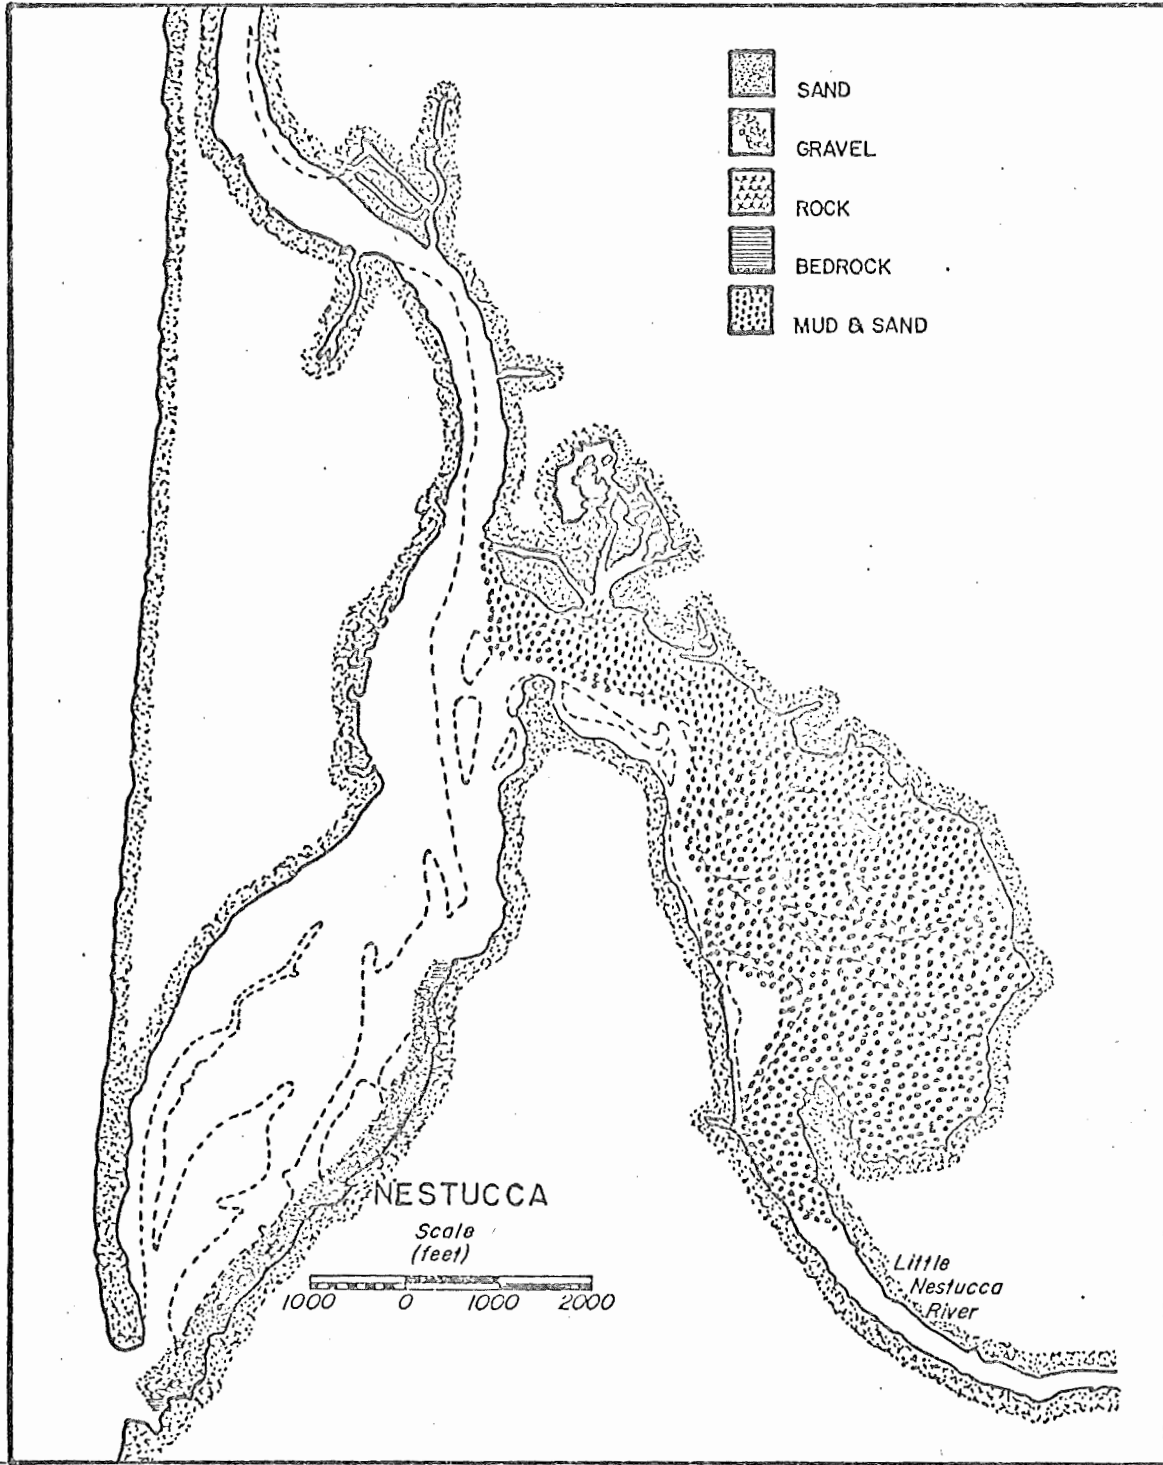 SAND
GRAVEL
ROCK
BEDROCK
MUD & SAND
NESTUCCA
Scale
(feet)
1000 0 1000 2000
Little
Nestucca
River